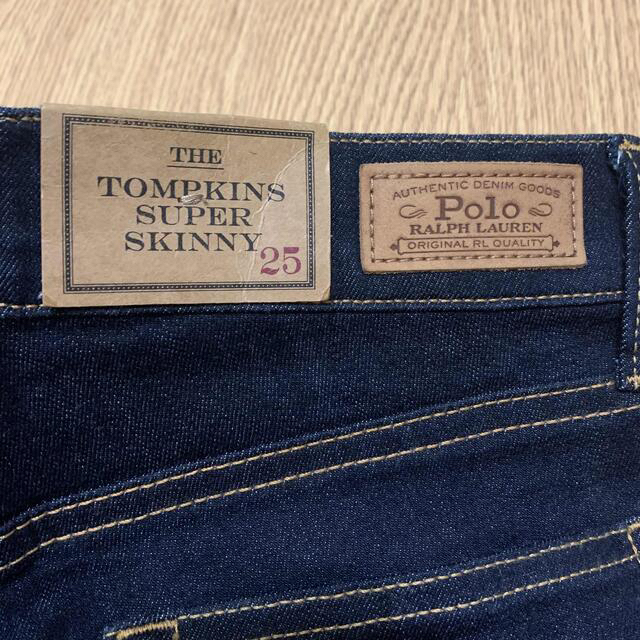 THE
TOMPKINS
SUPER
SKINNY
25
AUTHENTIC DENIM GOODS
Polo
RALPH LAUREN
ORIGINAL RL QUALITY